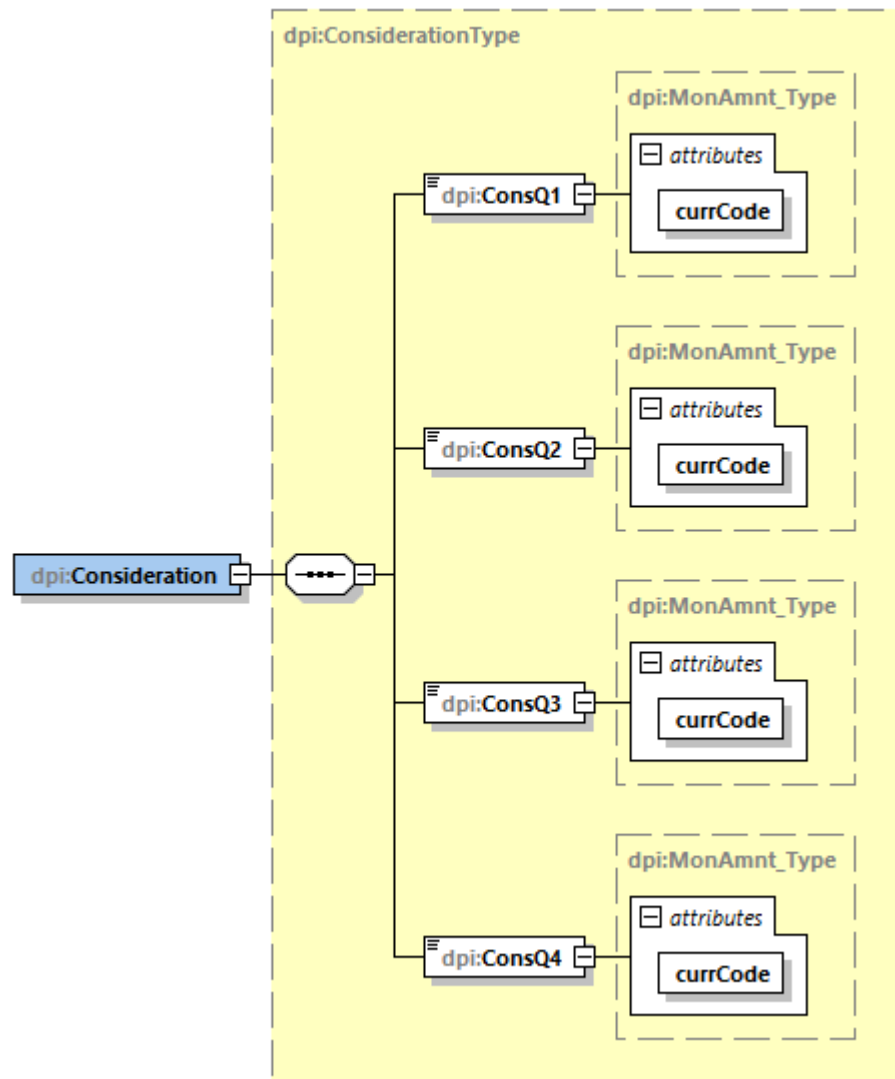 dpi:ConsiderationType
dpi:MonAmnt_Type
attributes
dpi:ConsQ1
currCode
dpi:MonAmnt_Type
attributes
dpi:ConsQ2
currCode
dpi:Consideration
dpi:MonAmnt_Type
attributes
dpi:ConsQ3
currCode
dpi:MonAmnt_Type
attributes
dpi:ConsQ4
currCode